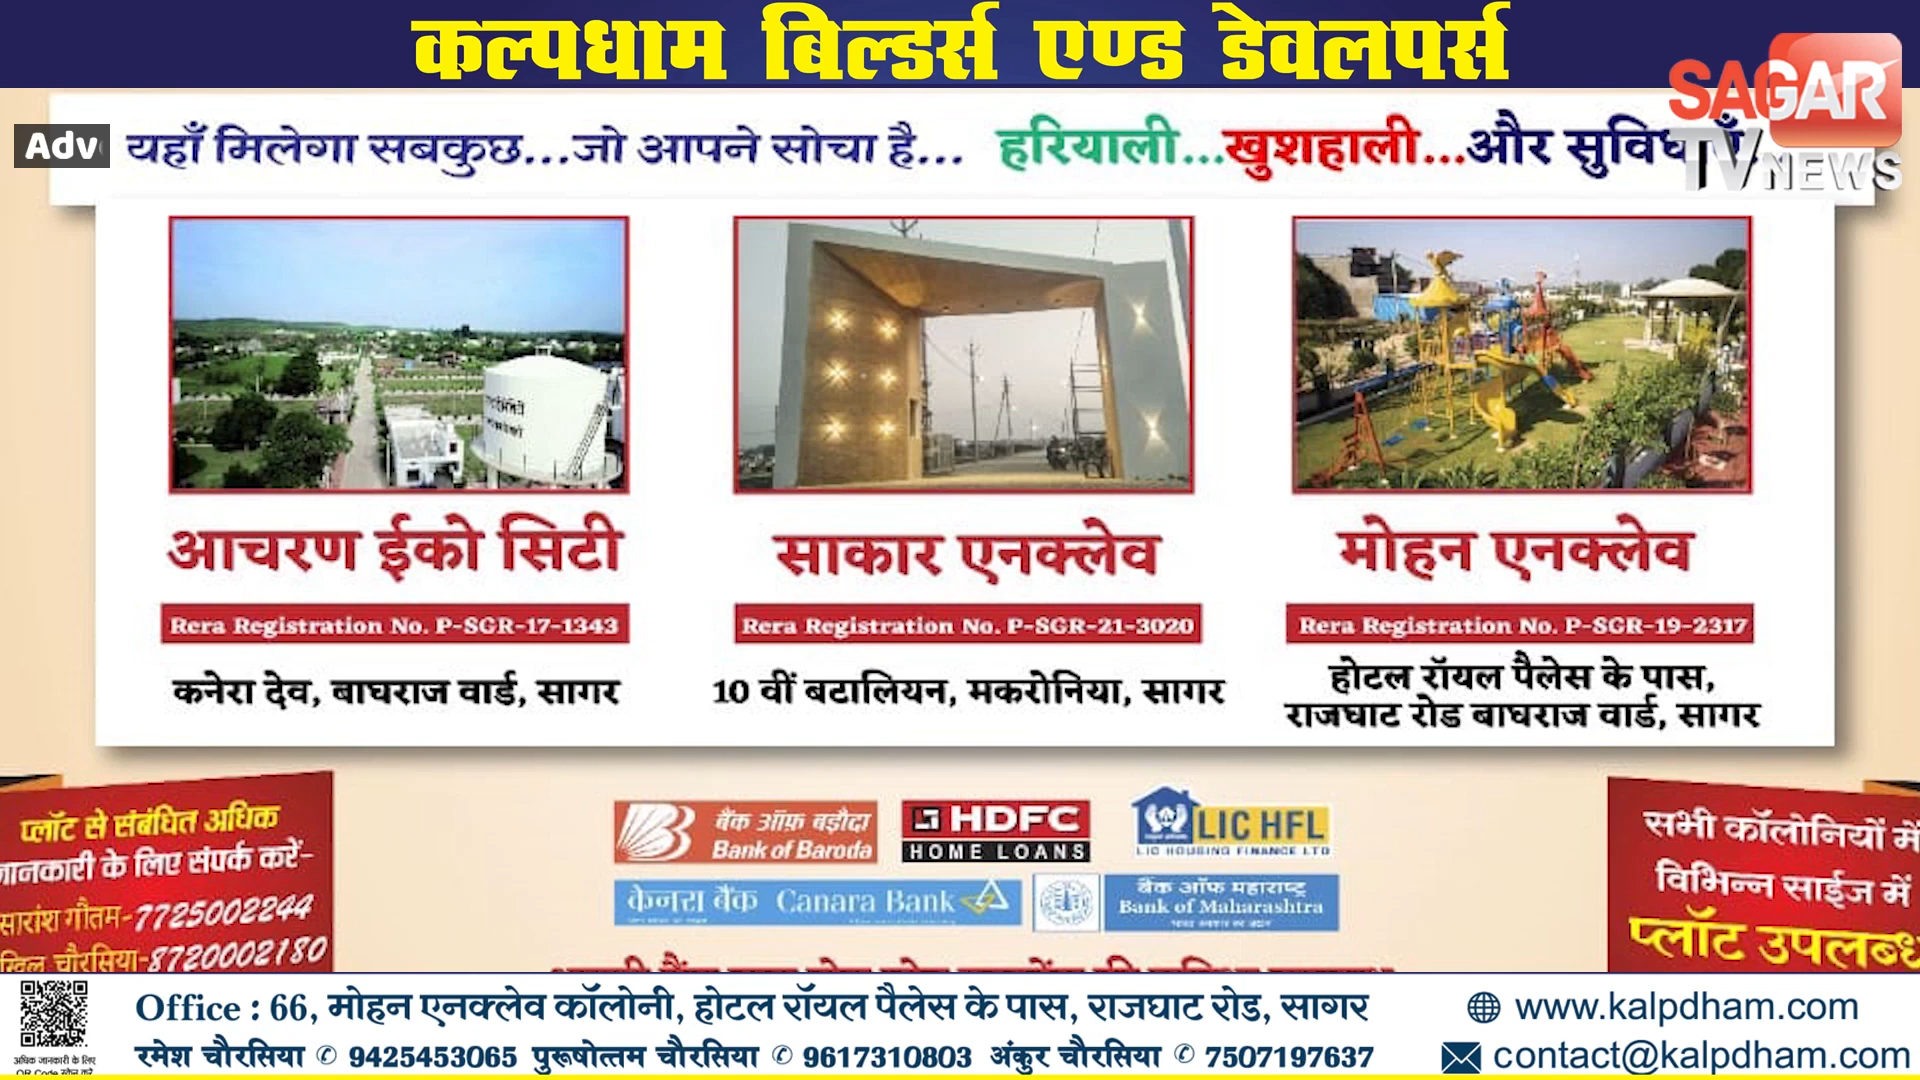 कल्पधाम बिल्डर्स एण्ड डेवलपर्स
SAGAR
TV NEWS
Adv
यहाँ मिलेगा सबकुछ...जो आपने सोचा है... हरियाली...खुशहाली...और
आचरण ईको सिटी
Rera Registration No. P-SGR-17-1343
कनेरा देव, बाघराज वार्ड, सागर
साकार एनक्लेव
Rera Registration No. P-SGR-21-3020
10 वीं बटालियन, मकरोनिया, सागर
मोहन एनक्लेव
Rera Registration No. P-SGR-19-2317
होटल रॉयल पैलेस के पास,
राजघाट रोड बाघराज वार्ड, सागर
प्लॉट से संबंधित अधिक
जानकारी के लिए संपर्क करें-
सारांश गौतम-7725002244
चौरसिया-8720002180
बैंक ऑफ़ बड़ौदा
Bank of Baroda
HDFC
HOME LOANS
LIC HFL
LIC HOUSING FINANCE LTD
केनरा बैंक Canara Bank
बैंक ऑफ महाराष्ट्र
Bank of Maharashtra
सभी कॉलोनियों में
विभिन्न साईज में
प्लॉट उपलब्ध
Office : 66, मोहन एनक्लेव कॉलोनी, होटल रॉयल पैलेस के पास, राजघाट रोड, सागर
रमेश चौरसिया ✆ 9425453065 पुरूषोत्तम चौरसिया ✆ 9617310803 अंकुर चौरसिया ✆ 7507197637
www.kalpdham.com
contact@kalpdham.com
अधिक जानकारी के लिए